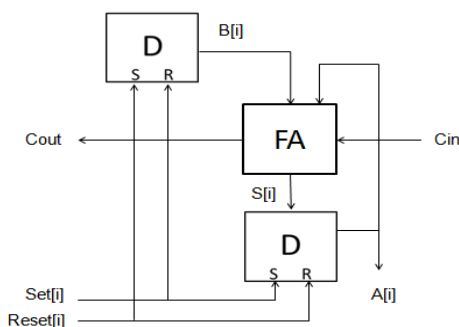 D
S R
B[i]
Cout
FA
Cin
S[i]
D
S R
Set[i]
Reset[i]
A[i]